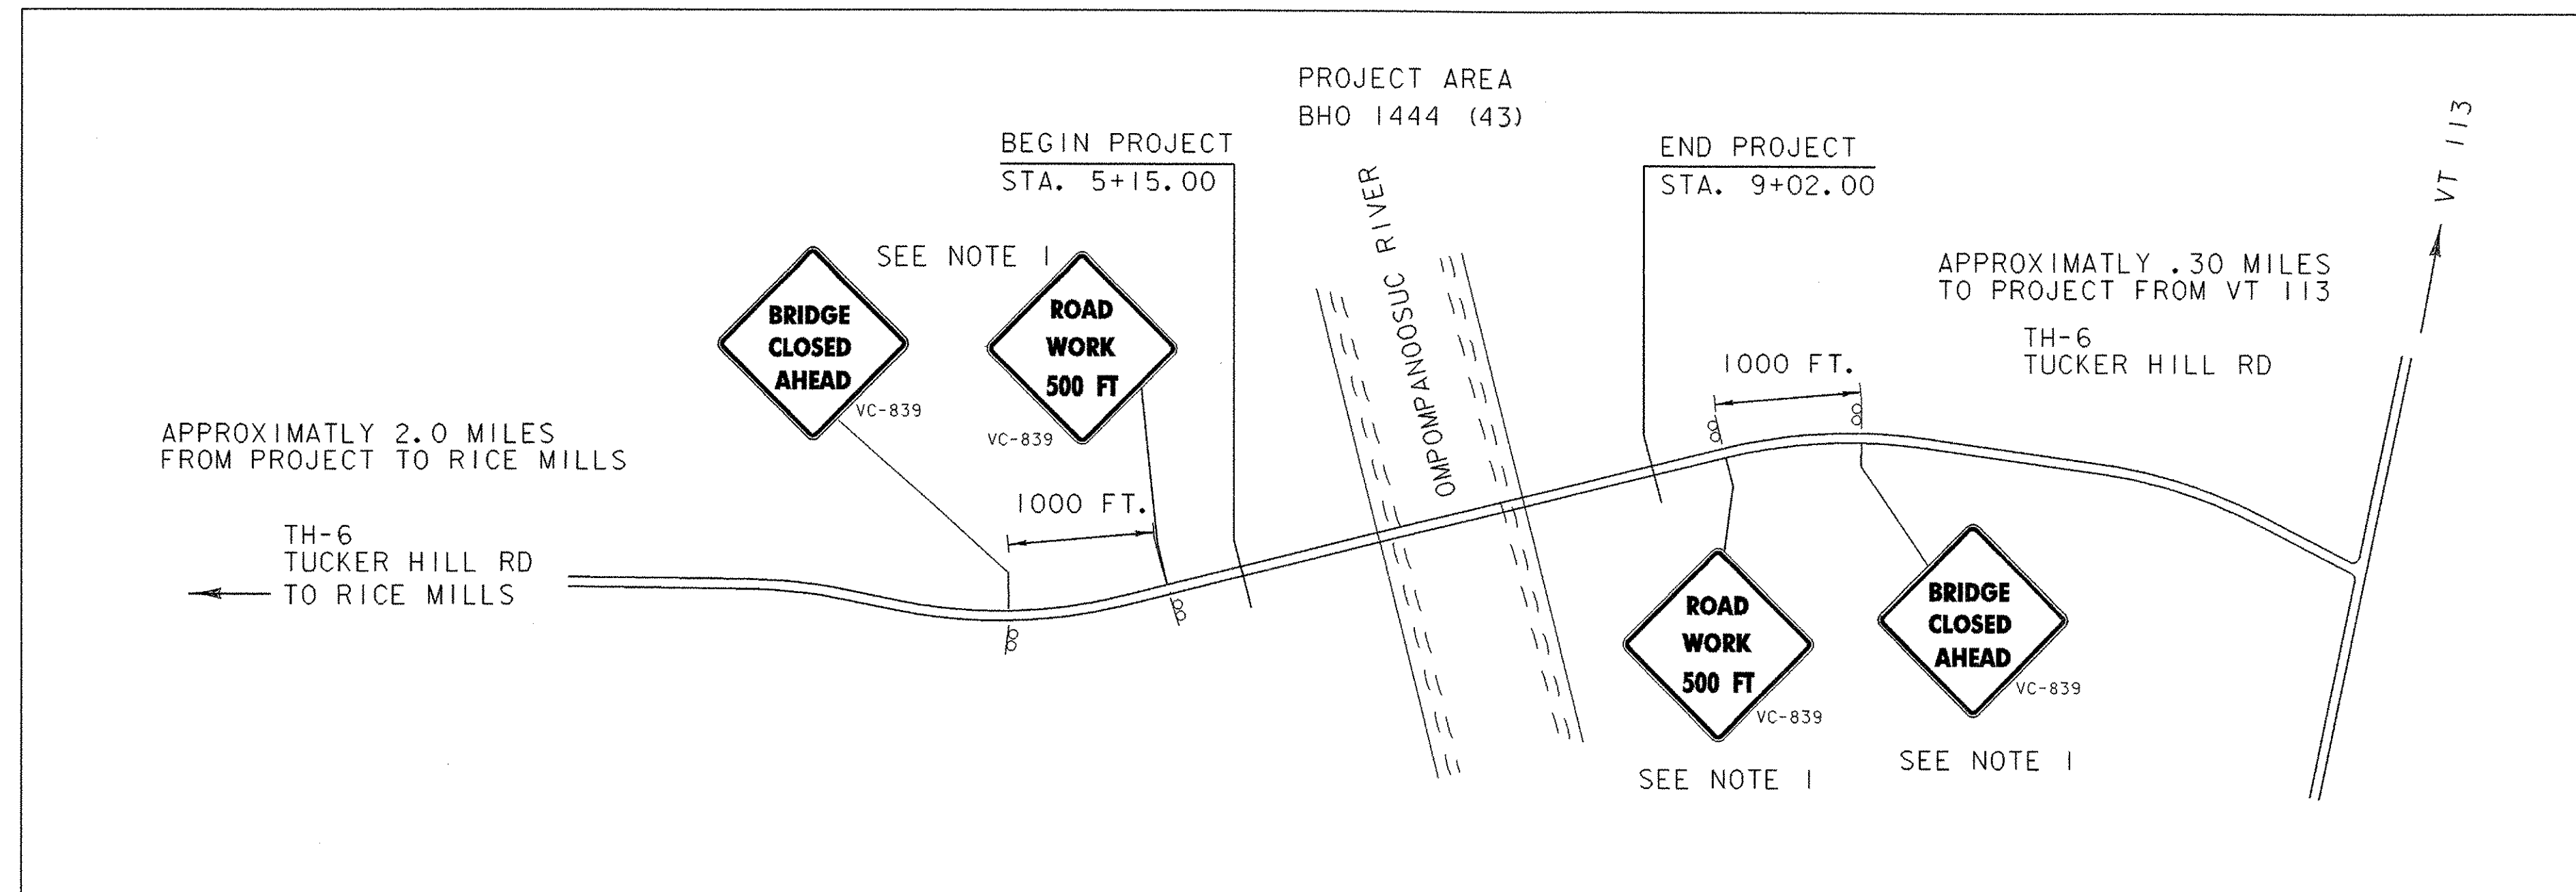 PROJECT AREA
BHO 1444 (43)
BEGIN PROJECT
STA. 5+15.00
END PROJECT
STA. 9+02.00
VT 113
OMPOMPANOOSUC RIVER
SEE NOTE 1
BRIDGE
CLOSED
AHEAD
VC-839
ROAD
WORK
500 FT
VC-839
APPROXIMATLY .30 MILES
TO PROJECT FROM VT 113
TH-6
TUCKER HILL RD
1000 FT.
APPROXIMATLY 2.0 MILES
FROM PROJECT TO RICE MILLS
1000 FT.
TH-6
TUCKER HILL RD
TO RICE MILLS
ROAD
WORK
500 FT
VC-839
BRIDGE
CLOSED
AHEAD
VC-839
SEE NOTE 1
SEE NOTE 1